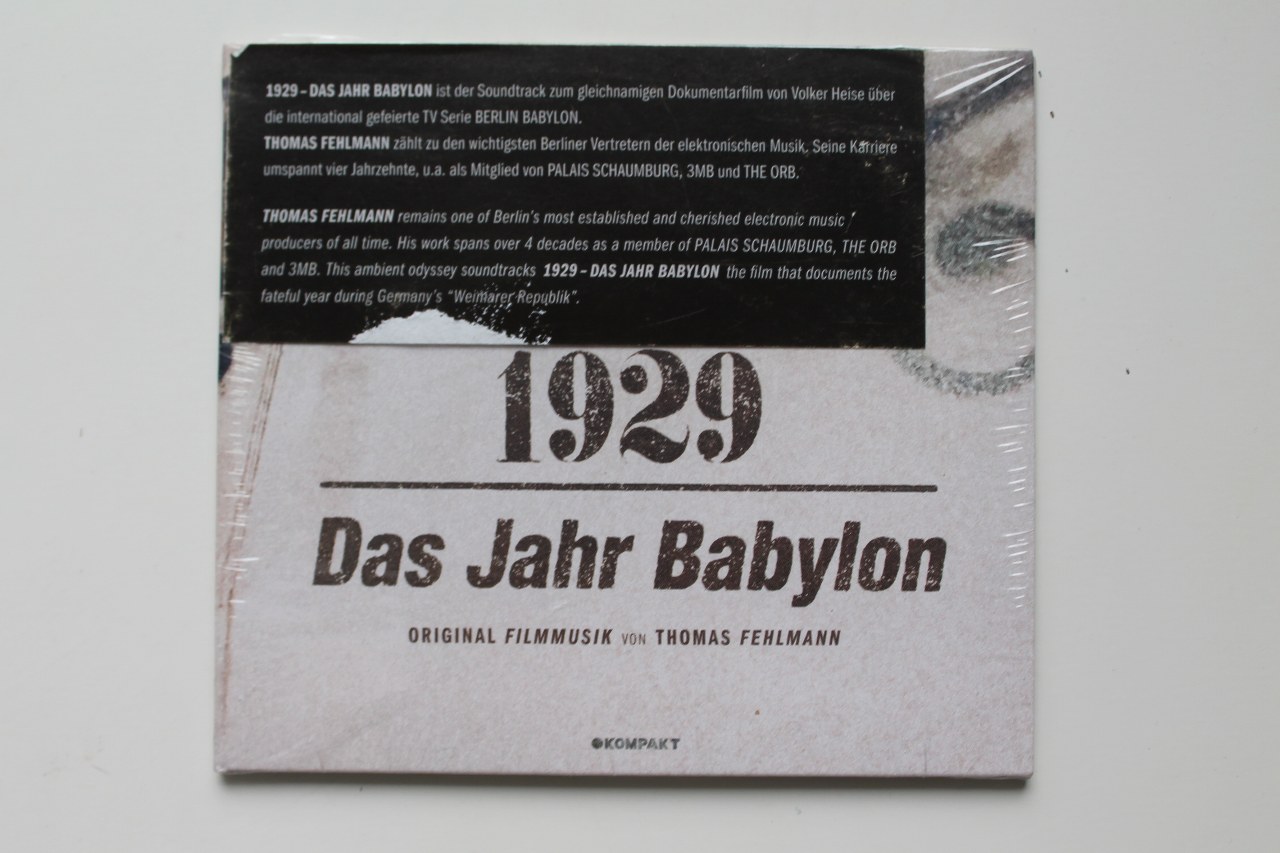 1929 – DAS JAHR BABYLON ist der Soundtrack zum gleichnamigen Dokumentarfilm von Volker Heise über
die international gefeierte TV Serie BERLIN BABYLON.
THOMAS FEHLMANN zählt zu den wichtigsten Berliner Vertretern der elektronischen Musik. Seine Karriere
umspannt vier Jahrzehnte, u.a. als Mitglied von PALAIS SCHAUMBURG, 3MB und THE ORB.
THOMAS FEHLMANN remains one of Berlin's most established and cherished electronic music
producers of all time. His work spans over 4 decades as a member of PALAIS SCHAUMBURG, THE ORB
and 3MB. This ambient odyssey soundtracks 1929 – DAS JAHR BABYLON the film that documents the
fateful year during Germany's "Weimarer Republik".
1929
Das Jahr Babylon
ORIGINAL FILMMUSIK VON THOMAS FEHLMANN
KOMPAKT